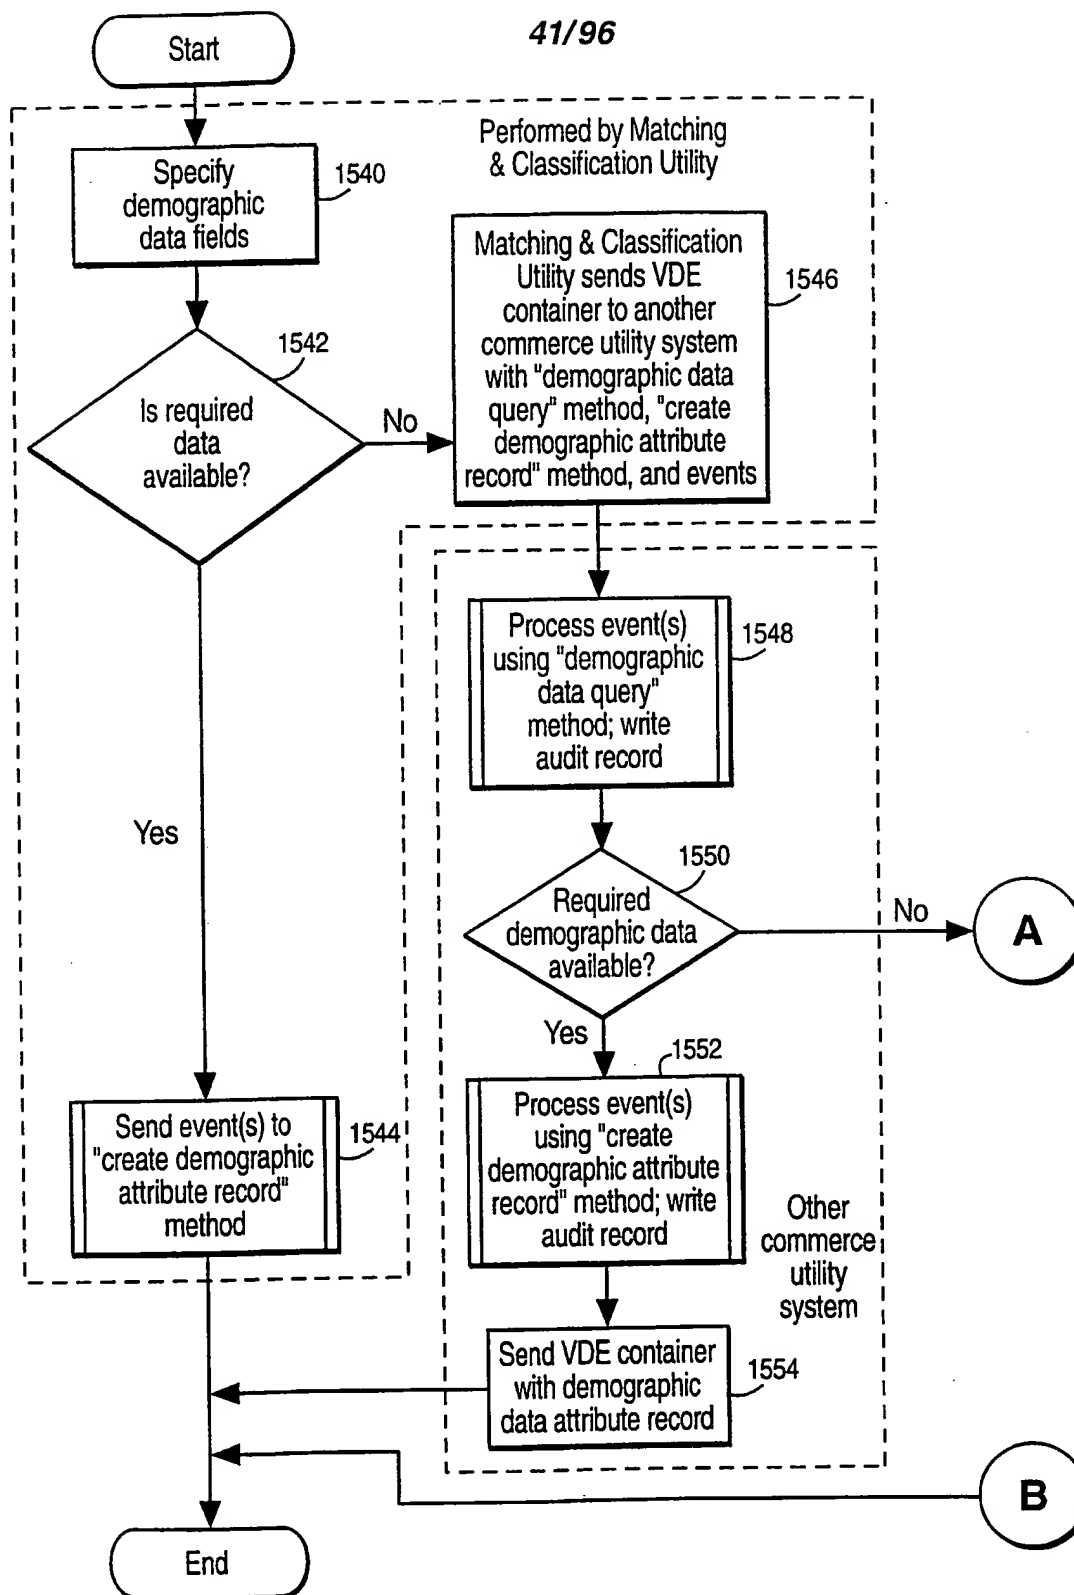 41/96
Start
Performed by Matching
& Classification Utility
Specify
demographic
data fields
1540
Matching & Classification
Utility sends VDE
container to another
commerce utility system
with "demographic data
query" method, "create
demographic attribute
record" method, and events
1546
1542
Is required
data
available?
No
Process event(s)
using "demographic
data query"
method; write
audit record
1548
Yes
1550
Required
demographic data
available?
No
A
Yes
1552
Send event(s) to
"create demographic
attribute record"
method
1544
Process event(s)
using "create
demographic attribute
record" method; write
audit record
Other
commerce
utility
system
Send VDE container
with demographic
data attribute record
1554
B
End